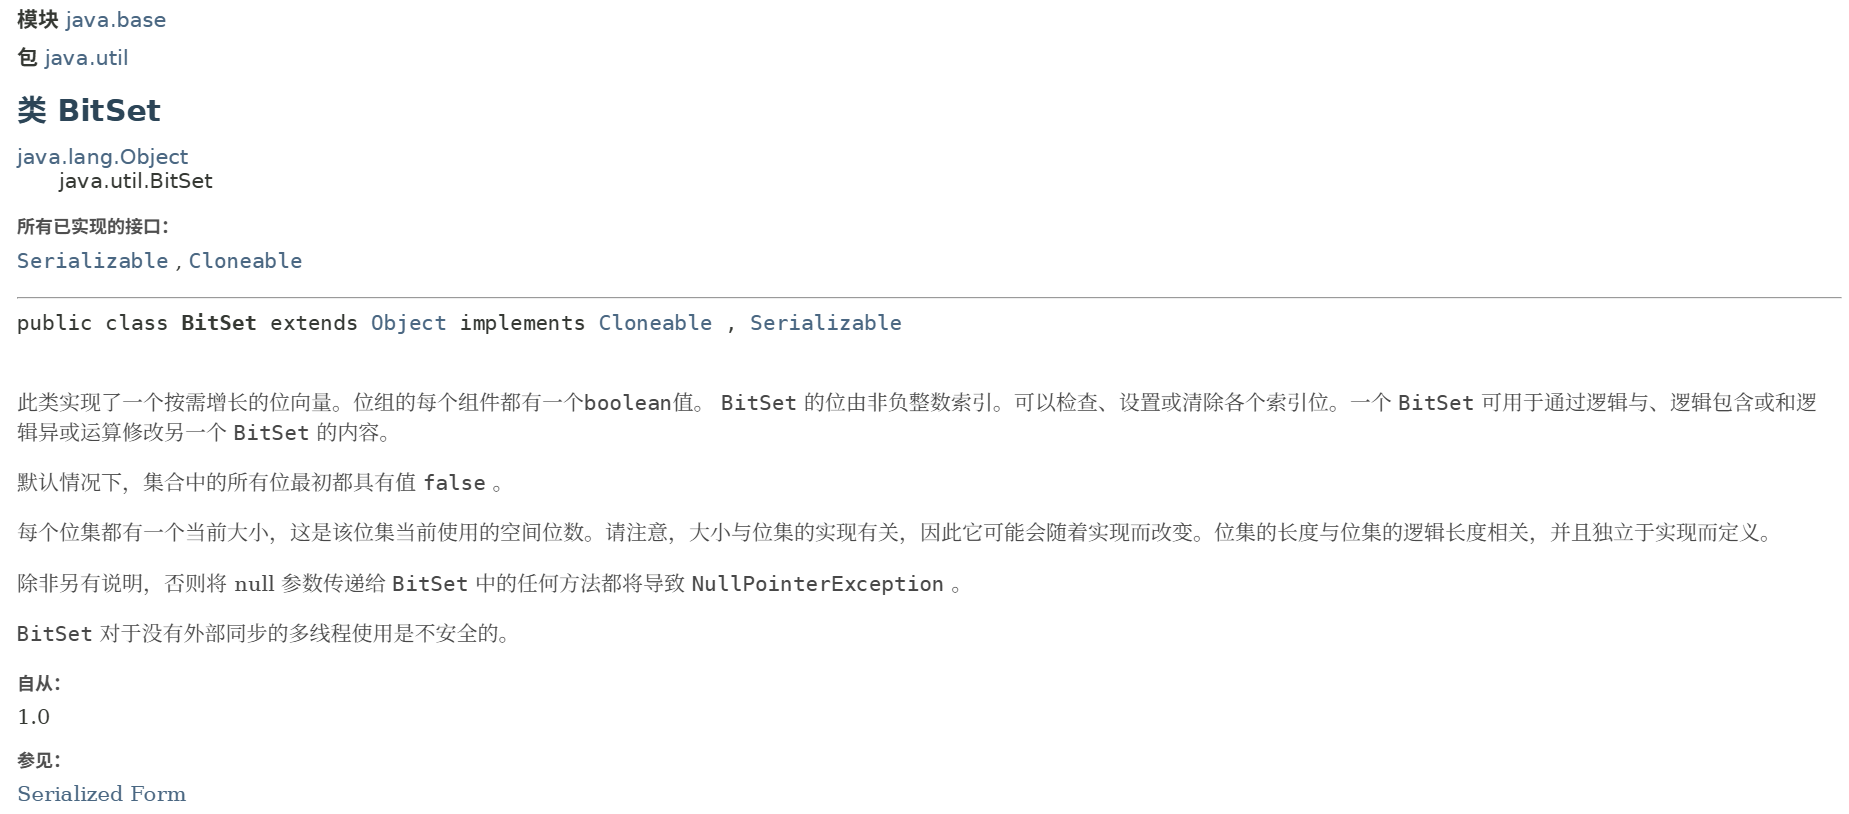 模块 java.base
包 java.util
类 BitSet
java.lang.Object
java.util.BitSet
所有已实现的接口：
Serializable , Cloneable
public class BitSet extends Object implements Cloneable , Serializable
此类实现了一个按需增长的位向量。位组的每个组件都有一个boolean值。 BitSet 的位由非负整数索引。可以检查、设置或清除各个索引位。一个 BitSet 可用于通过逻辑与、逻辑包含或和逻
辑异或运算修改另一个 BitSet 的内容。
默认情况下，集合中的所有位最初都具有值 false 。
每个位集都有一个当前大小，这是该位集当前使用的空间位数。请注意，大小与位集的实现有关，因此它可能会随着实现而改变。位集的长度与位集的逻辑长度相关，并且独立于实现而定义。
除非另有说明，否则将 null 参数传递给 BitSet 中的任何方法都将导致 NullPointerException 。
BitSet 对于没有外部同步的多线程使用是不安全的。
自从：
1.0
参见：
Serialized Form